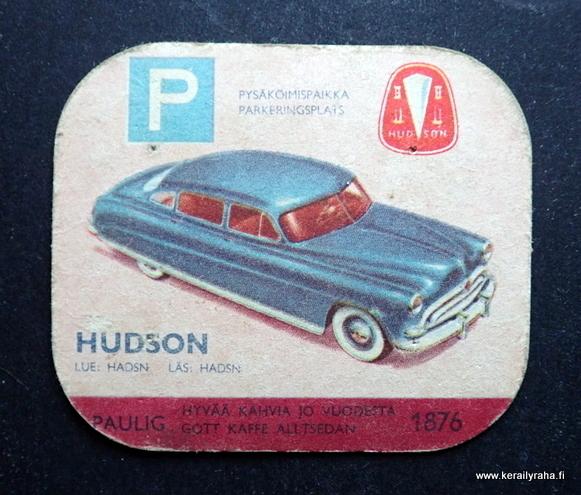 P
PYSÄKÖIMISPAIKKA
PARKERINGSPLATS
HUDSON
HUDSON
LUE: HADSN LÄS: HADSN
PAULIG HYVÄÄ KAHVIA JO VUODESTA 1876
GOTT KAFFE ALLTSEDAN
www.kerailyraha.fi